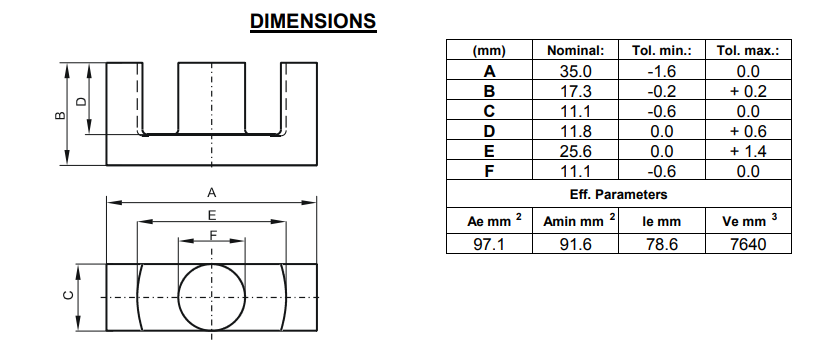 DIMENSIONS
B
D
A
E
F
C
(mm) Nominal: Tol. min.: Tol. max.:
A 35.0 -1.6 0.0
B 17.3 -0.2 + 0.2
C 11.1 -0.6 0.0
D 11.8 0.0 + 0.6
E 25.6 0.0 + 1.4
F 11.1 -0.6 0.0
Eff. Parameters
Ae mm ² Amin mm ² le mm Ve mm ³
97.1 91.6 78.6 7640